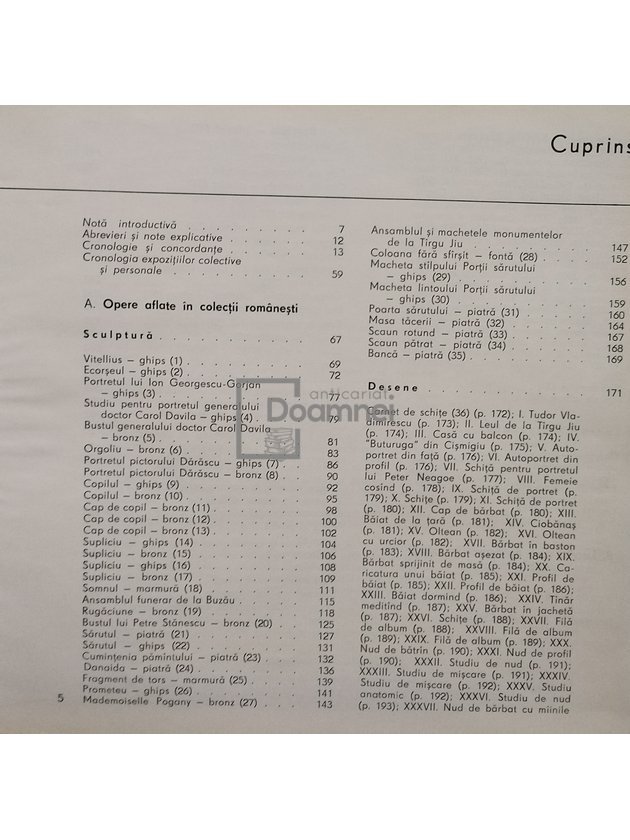 Cuprins
Notă introductivă . . . . . . . . . . 7
Abrevieri și note explicative . . . . . . . 12
Cronologie și concordanțe . . . . . . . . 13
Cronologia expozițiilor colective
și personale . . . . . . . . . . 59
A. Opere aflate în colecții românești
Sculptură . . . . . . . . . . . 67
Vitellius – ghips (1) . . . . . . . . . 69
Ecorșeul – ghips (2) . . . . . . . . . 72
Portretul lui Ion Georgescu-Gorjan
– ghips (3) . . . . . . . . . . 77
Studiu pentru portretul generalului
doctor Carol Davila – ghips (4) . . . . . 79
Bustul generalului doctor Carol Davila –
bronz (5) . . . . . . . . . . . 81
Orgoliu – bronz (6) . . . . . . . . . 83
Portretul pictorului Dărăscu – ghips (7) . . . 86
Portretul pictorului Dărăscu – bronz (8) . . . 90
Copilul – ghips (9) . . . . . . . . . 92
Copilul – bronz (10) . . . . . . . . . 95
Cap de copil – bronz (11) . . . . . . . 98
Cap de copil – bronz (12) . . . . . . . 100
Cap de copil – bronz (13) . . . . . . . 102
Supliciu – ghips (14) . . . . . . . . . 104
Supliciu – bronz (15) . . . . . . . . . 106
Supliciu – ghips (16) . . . . . . . . . 108
Supliciu – bronz (17) . . . . . . . . . 109
Somnul – marmură (18) . . . . . . . . 111
Ansamblul funerar de la Buzău . . . . . . 115
Rugăciune – bronz (19) . . . . . . . . 118
Bustul lui Petre Stănescu – bronz (20) . . . 125
Sărutul – piatră (21) . . . . . . . . . 127
Sărutul – ghips (22) . . . . . . . . . 131
Cumințenia pămîntului – piatră (23) . . . . 132
Danaida – piatră (24) . . . . . . . . . 136
Fragment de tors – marmură (25) . . . . . 139
Prometeu – ghips (26) . . . . . . . . . 141
Mademoiselle Pogany – bronz (27) . . . . . 143
5
Ansamblul și machetele monumentelor
de la Tîrgu Jiu . . . . . . . . . 147
Coloana fără sfîrșit – fontă (28) . . . . . 152
Macheta stîlpului Porții sărutului
– ghips (29) . . . . . . . . . . 156
Macheta lintoului Porții sărutului
– ghips (30) . . . . . . . . . . 159
Poarta sărutului – piatră (31) . . . . . . 160
Masa tăcerii – piatră (32) . . . . . . . 164
Scaun rotund – piatră (33) . . . . . . . 167
Scaun pătrat – piatră (34) . . . . . . . 168
Bancă – piatră (35) . . . . . . . . . 169
Desene . . . . . . . . . . . . 171
Carnet de schițe (36) (p. 172); I. Tudor Vla-
dimirescu (p. 173); II. Leul de la Tîrgu Jiu
(p. 174); III. Casă cu balcon (p. 174); IV.
"Buturuga" din Cișmigiu (p. 175); V. Auto-
portret din față (p. 176); VI. Autoportret din
profil (p. 176); VII. Schiță pentru portretul
lui Peter Neagoe (p. 177); VIII. Femeie
cosînd (p. 178); IX. Schiță de portret (p.
179); X. Schițe (p. 179); XI. Schiță de portret
(p. 180); XII. Cap de bărbat (p. 180); XIII.
Băiat de la țară (p. 181); XIV. Ciobănaș
(p. 181); XV. Oltean (p. 182); XVI. Oltean
cu urcior (p. 182); XVII. Bărbat în baston
(p. 183); XVIII. Bărbat așezat (p. 184); XIX.
Bărbat sprijinit de masă (p. 184); XX. Ca-
ricatura unui băiat (p. 185); XXI. Profil de
băiat (p. 185); XXII. Profil de băiat (p. 186);
XXIII. Băiat dormind (p. 186); XXIV. Tînăr
meditînd (p. 187); XXV. Bărbat în jachetă
(p. 187); XXVI. Schițe (p. 188); XXVII. Filă
de album (p. 188); XXVIII. Filă de album
(p. 189); XXIX. Filă de album (p. 189); XXX.
Nud de bătrîn (p. 190); XXXI. Nud de profil
(p. 190); XXXII. Studiu de nud (p. 191);
XXXIII. Studiu de mișcare (p. 191); XXXIV.
Studiu de mișcare (p. 192); XXXV. Studiu
anatomic (p. 192); XXXVI. Studiu de nud
(p. 193); XXXVII. Nud de bărbat cu mîinile
anticariat
Doamnei